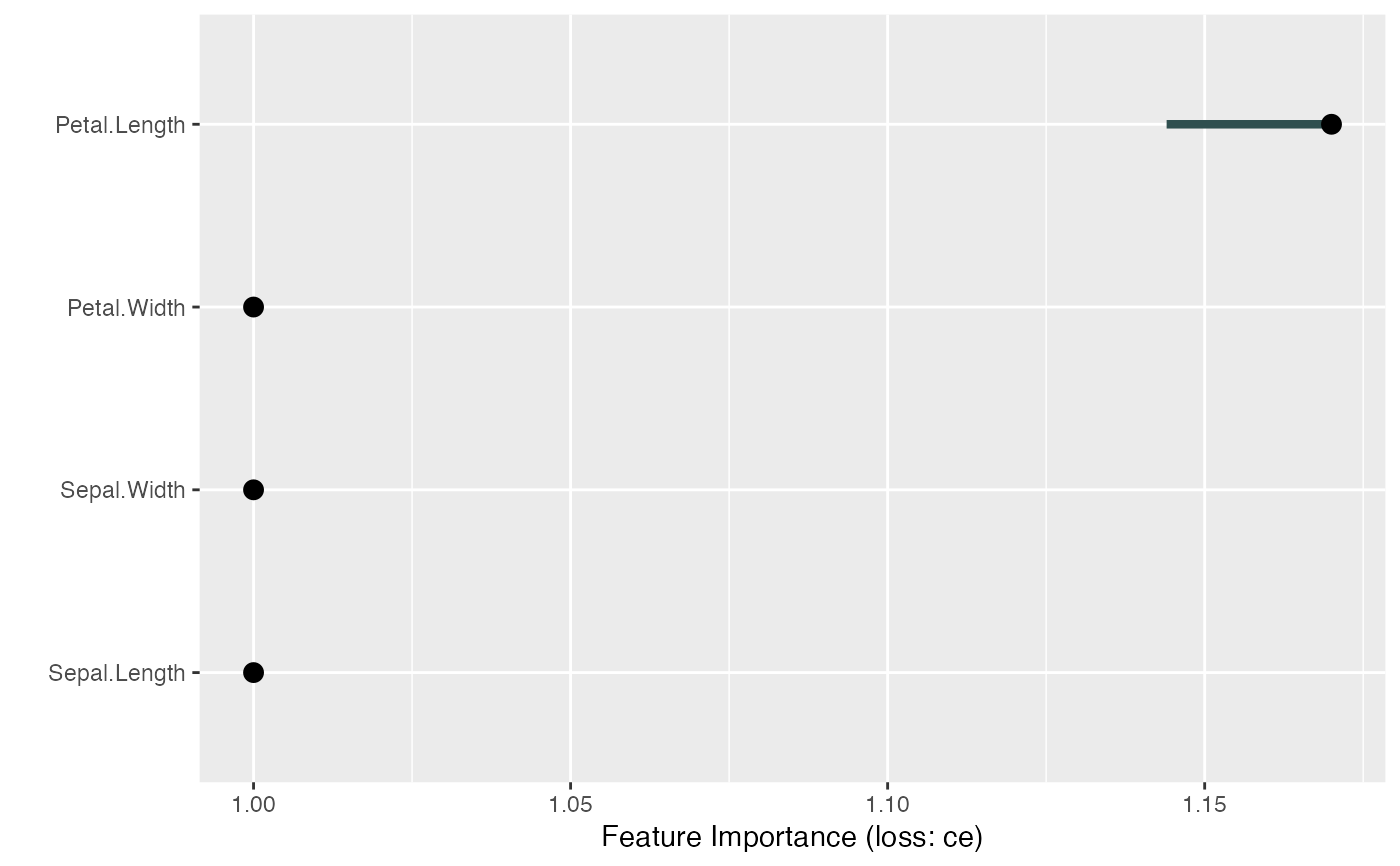 Petal.Length
Petal.Width
Sepal.Width
Sepal.Length
1.00 1.05 1.10 1.15
Feature Importance (loss: ce)